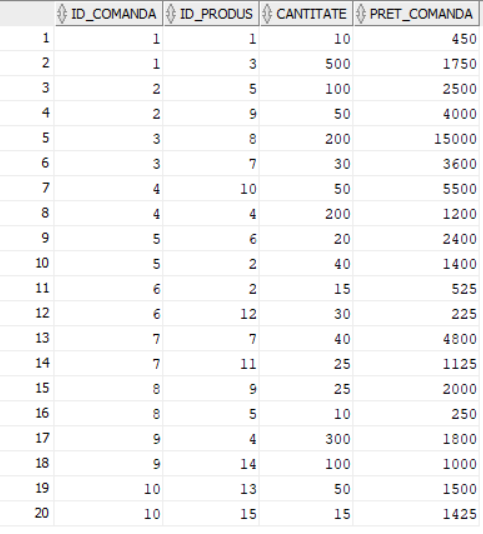 ID_COMANDA ID_PRODUS CANTITATE PRET_COMANDA
1 1 1 10 450
2 1 3 500 1750
3 2 5 100 2500
4 2 9 50 4000
5 3 8 200 15000
6 3 7 30 3600
7 4 10 50 5500
8 4 4 200 1200
9 5 6 20 2400
10 5 2 40 1400
11 6 2 15 525
12 6 12 30 225
13 7 7 40 4800
14 7 11 25 1125
15 8 9 25 2000
16 8 5 10 250
17 9 4 300 1800
18 9 14 100 1000
19 10 13 50 1500
20 10 15 15 1425